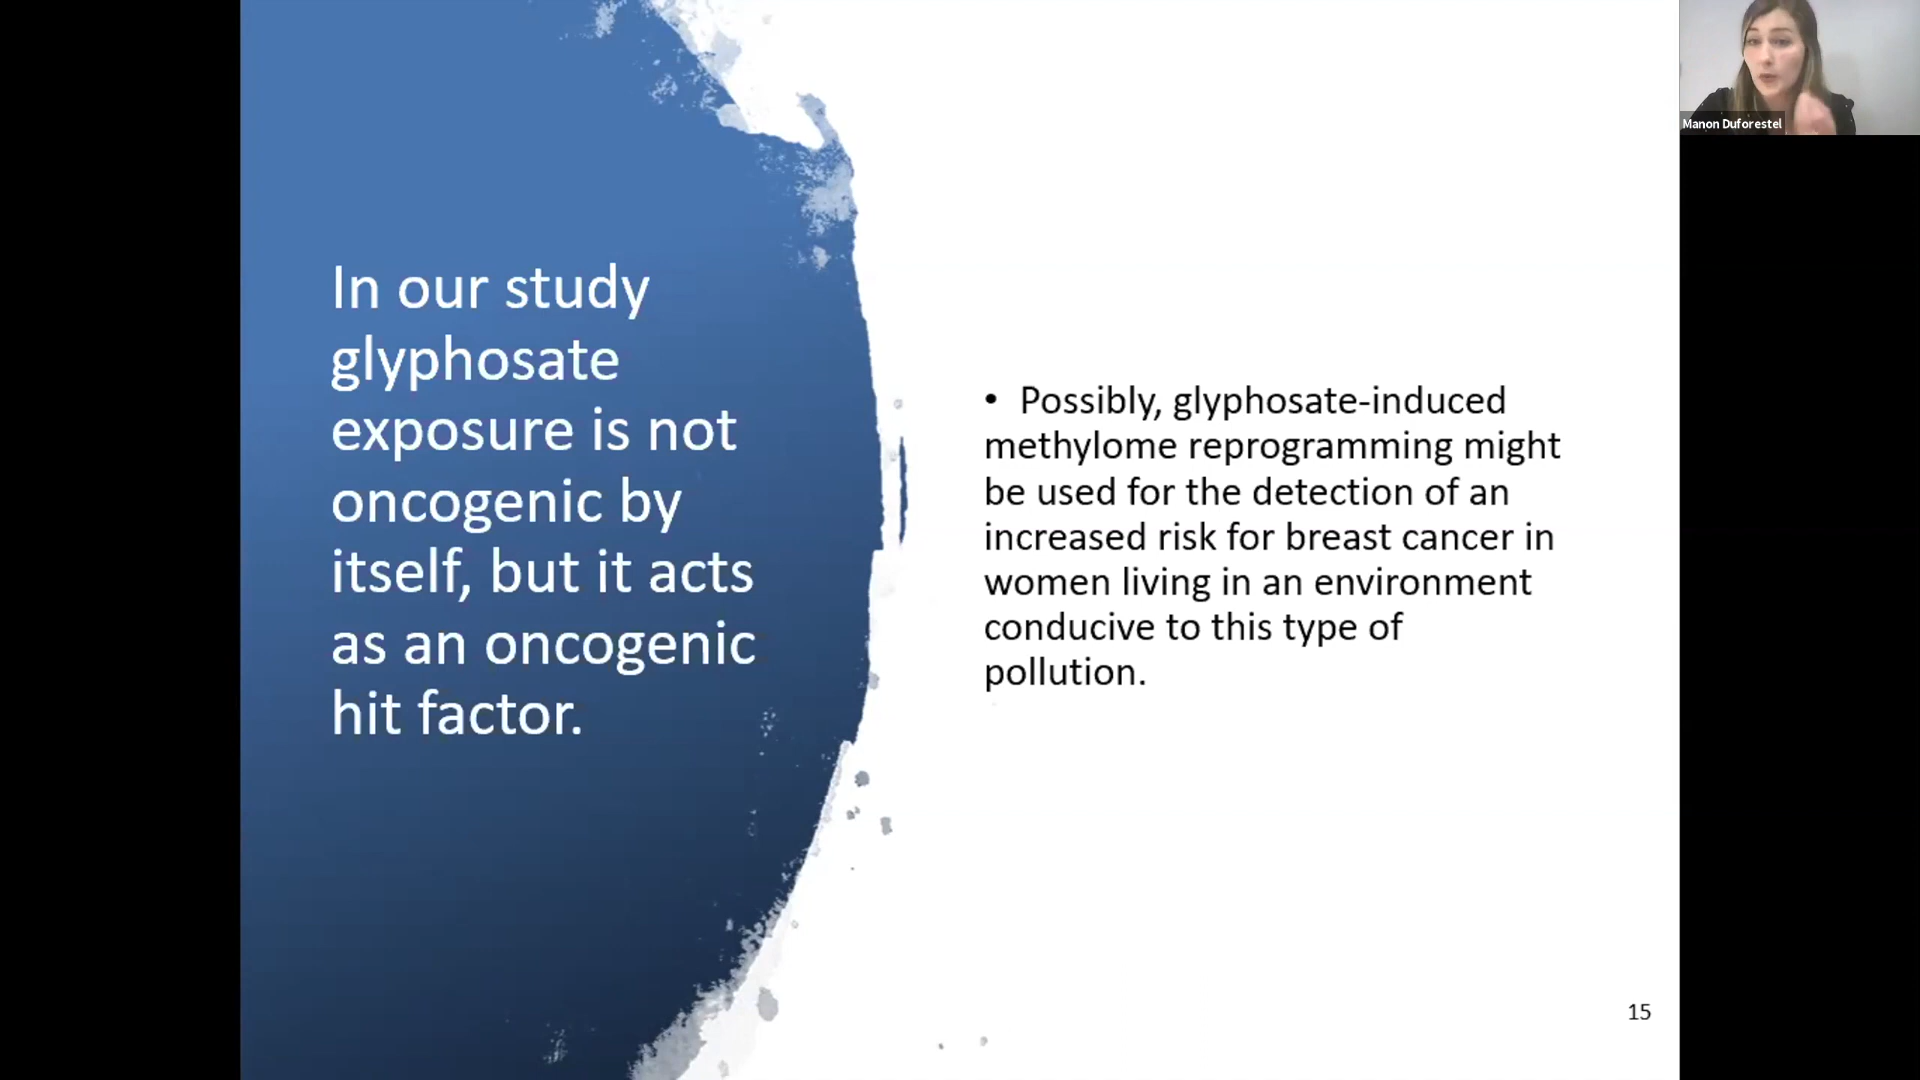 In our study
glyphosate
exposure is not
oncogenic by
itself, but it acts
as an oncogenic
hit factor.
• Possibly, glyphosate-induced
methylome reprogramming might
be used for the detection of an
increased risk for breast cancer in
women living in an environment
conducive to this type of
pollution.
15
Manon Duforestel